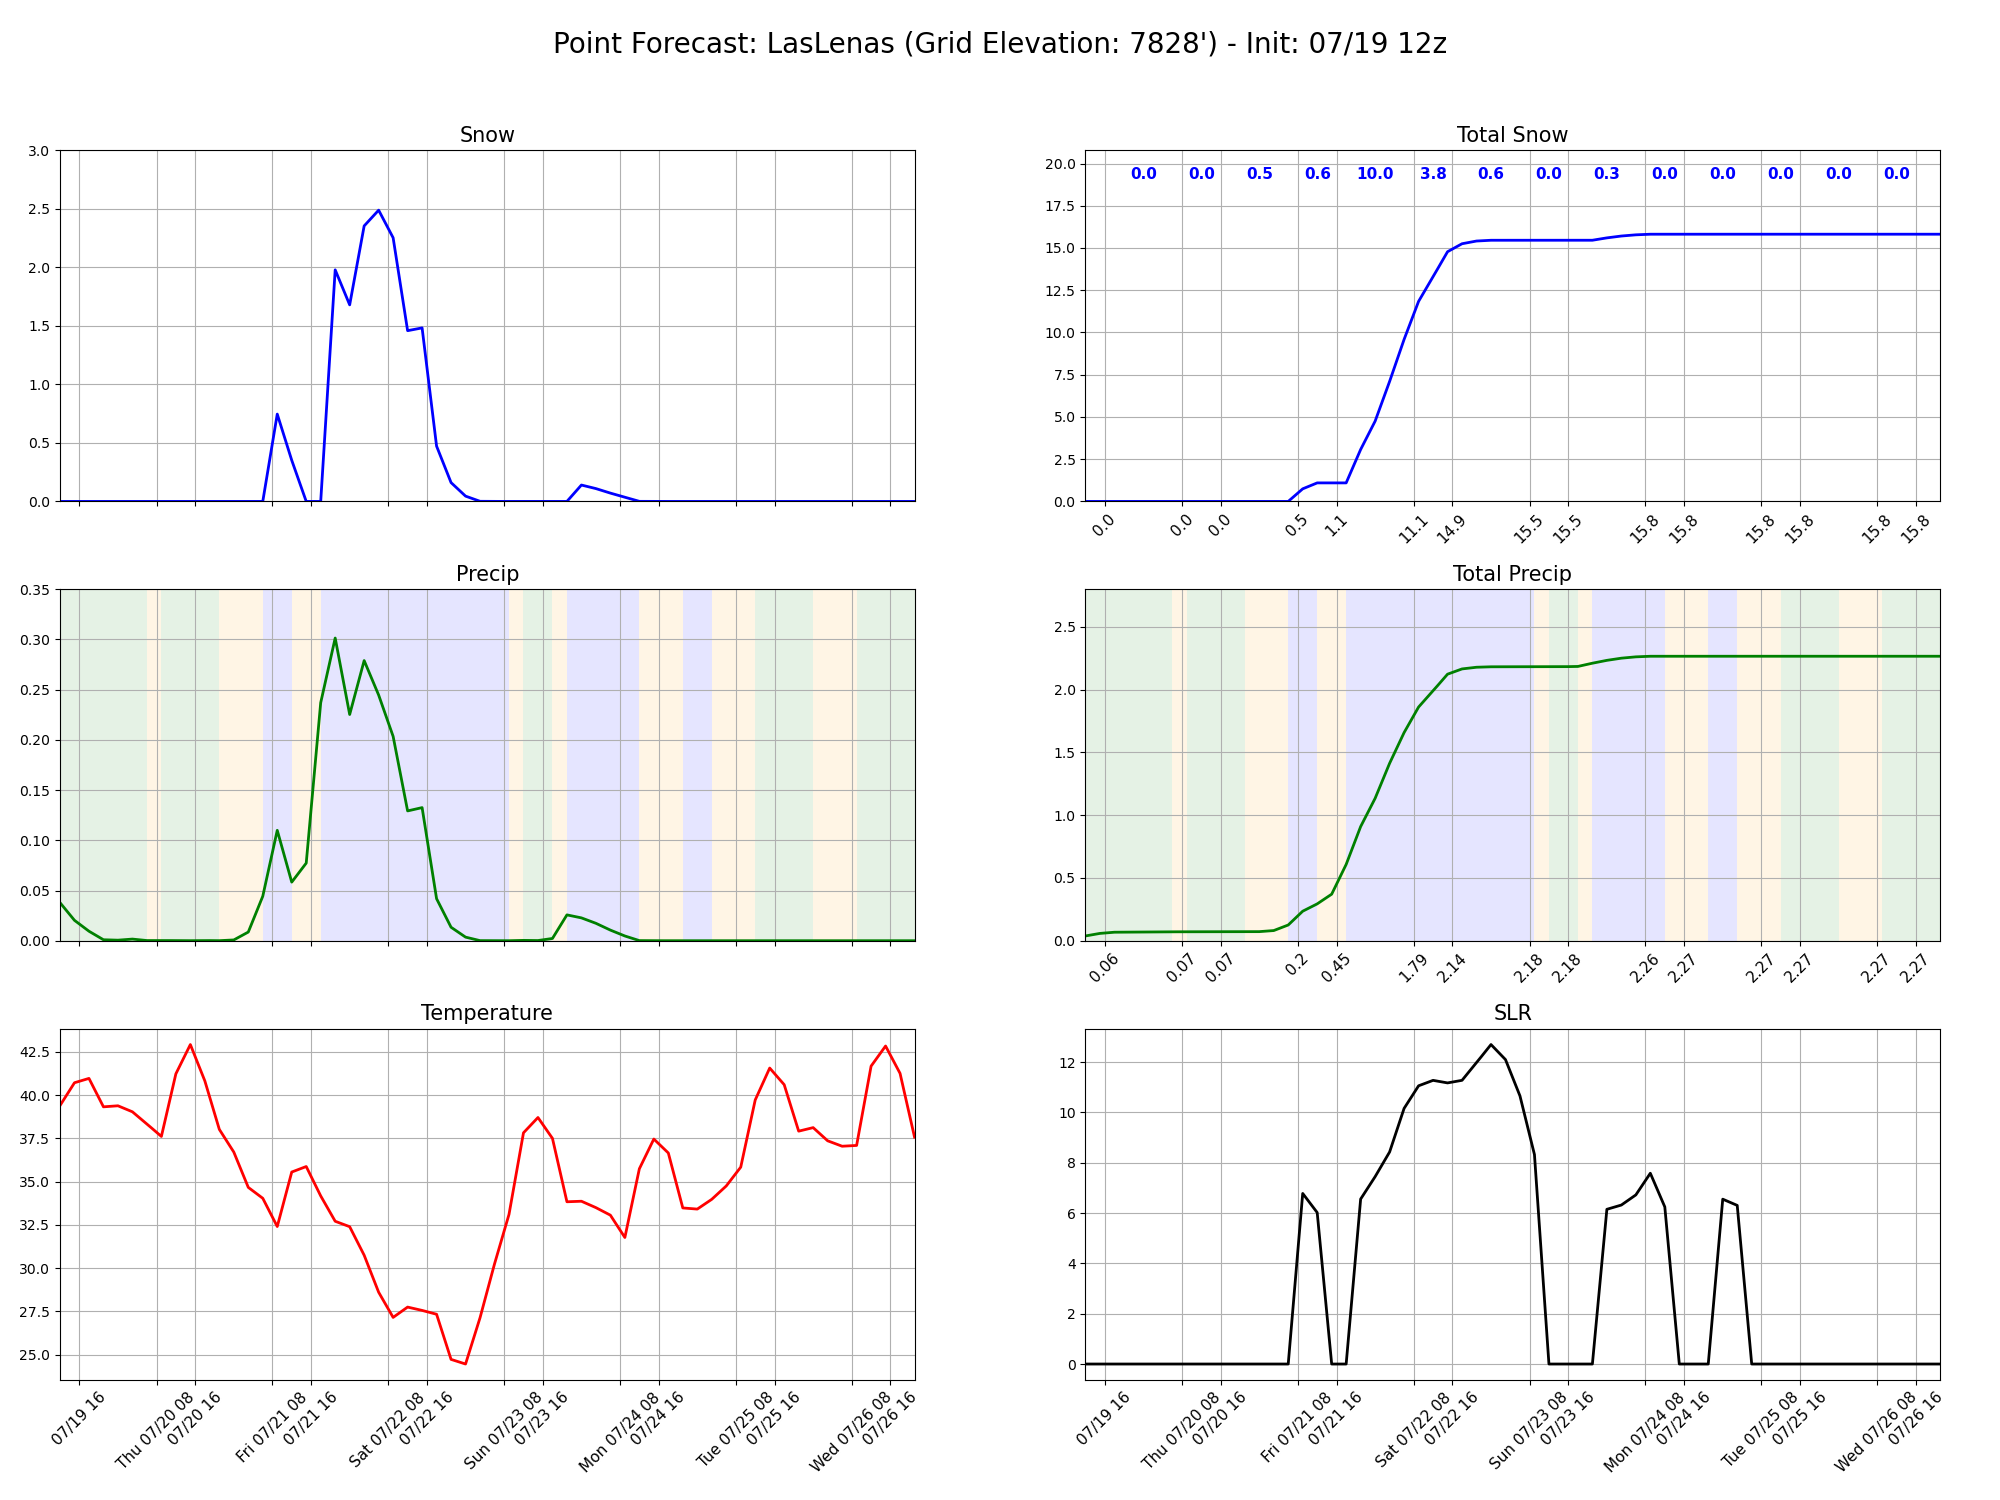 Point Forecast: LasLenas (Grid Elevation: 7828') - Init: 07/19 12z
Snow
3.0
2.5
2.0
1.5
1.0
0.5
0.0
Total Snow
20.0
17.5
15.0
12.5
10.0
7.5
5.0
2.5
0.0
0.0 0.0 0.5 0.6 10.0 3.8 0.6 0.0 0.3 0.0 0.0 0.0 0.0 0.0
0.0 0.0 0.0 0.5 1.1 11.1 14.9 15.5 15.5 15.8 15.8 15.8 15.8 15.8 15.8
Precip
0.35
0.30
0.25
0.20
0.15
0.10
0.05
0.00
Total Precip
2.5
2.0
1.5
1.0
0.5
0.0
0.06 0.07 0.07 0.2 0.45 1.79 2.14 2.18 2.18 2.26 2.27 2.27 2.27 2.27 2.27
Temperature
42.5
40.0
37.5
35.0
32.5
30.0
27.5
25.0
07/19 16
Thu 07/20 08
07/20 16
Fri 07/21 08
07/21 16
Sat 07/22 08
07/22 16
Sun 07/23 08
07/23 16
Mon 07/24 08
07/24 16
Tue 07/25 08
07/25 16
Wed 07/26 08
07/26 16
SLR
12
10
8
6
4
2
0
07/19 16
Thu 07/20 08
07/20 16
Fri 07/21 08
07/21 16
Sat 07/22 08
07/22 16
Sun 07/23 08
07/23 16
Mon 07/24 08
07/24 16
Tue 07/25 08
07/25 16
Wed 07/26 08
07/26 16